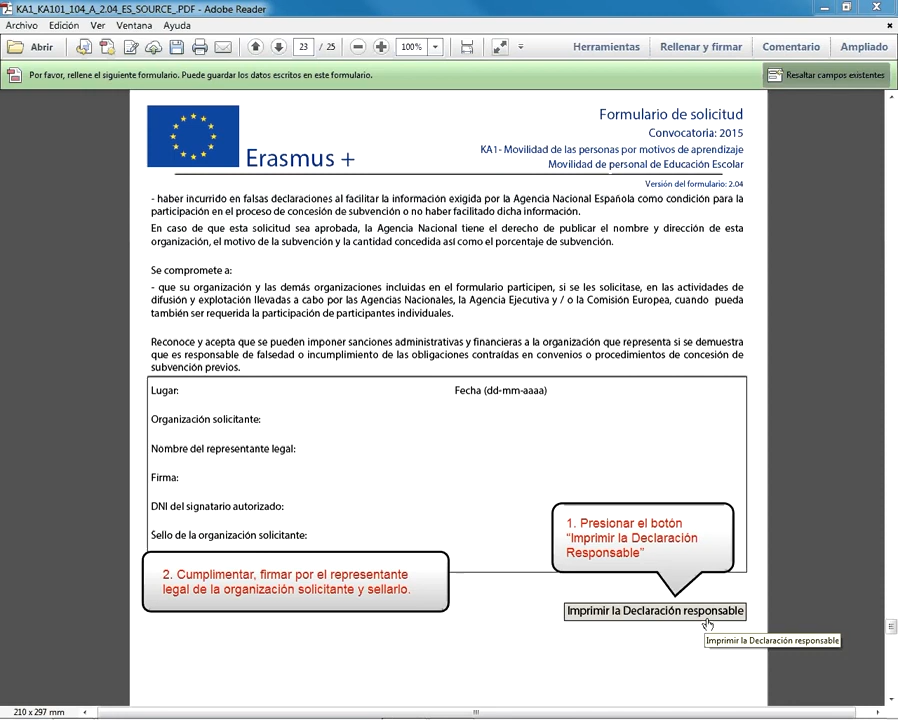 KA1_KA101_104_A_2.04_ES_SOURCE_.PDF - Adobe Reader
Archivo Edición Ver Ventana Ayuda
Abrir 23 / 25 100% Herramientas Rellenar y firmar Comentario Ampliado
Por favor, rellene el siguiente formulario. Puede guardar los datos escritos en este formulario. Resaltar campos existentes
Formulario de solicitud
Convocatoria: 2015
KA1- Movilidad de las personas por motivos de aprendizaje
Erasmus +
Movilidad de personal de Educación Escolar
Versión del formulario: 2.04
- haber incurrido en falsas declaraciones al facilitar la información exigida por la Agencia Nacional Española como condición para la
participación en el proceso de concesión de subvención o no haber facilitado dicha información.
En caso de que esta solicitud sea aprobada, la Agencia Nacional tiene el derecho de publicar el nombre y dirección de esta
organización, el motivo de la subvención y la cantidad concedida así como el porcentaje de subvención.
Se compromete a:
- que su organización y las demás organizaciones incluidas en el formulario participen, si se les solicitase, en las actividades de
difusión y explotación llevadas a cabo por las Agencias Nacionales, la Agencia Ejecutiva y / o la Comisión Europea, cuando pueda
también ser requerida la participación de participantes individuales.
Reconoce y acepta que se pueden imponer sanciones administrativas y financieras a la organización que representa si se demuestra
que es responsable de falsedad o incumplimiento de las obligaciones contraídas en convenios o procedimientos de concesión de
subvención previos.
Lugar: Fecha (dd-mm-aaaa)
Organización solicitante:
Nombre del representante legal:
Firma:
DNI del signatario autorizado:
Sello de la organización solicitante:
1. Presionar el botón
“Imprimir la Declaración
Responsable”
2. Cumplimentar, firmar por el representante
legal de la organización solicitante y sellarlo.
Imprimir la Declaración responsable
Imprimir la Declaración responsable
210 x 297 mm